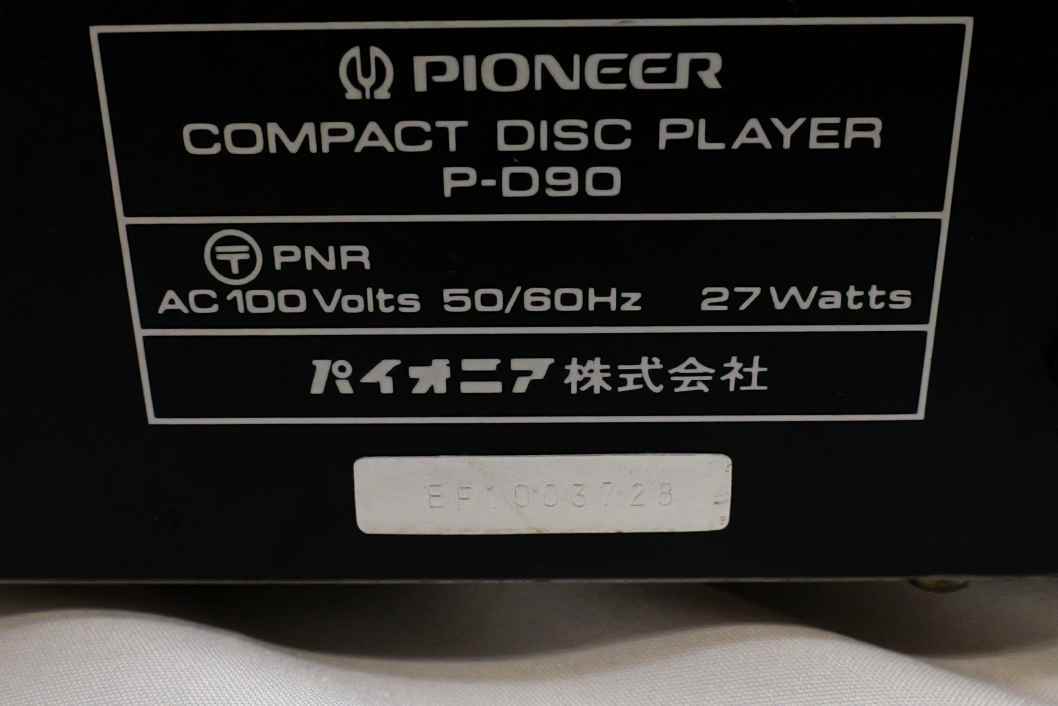 PIONEER
COMPACT DISC PLAYER
P-D90
〒 PNR
AC 100 Volts 50/60Hz 27 Watts
パイオニア株式会社
EF1003728